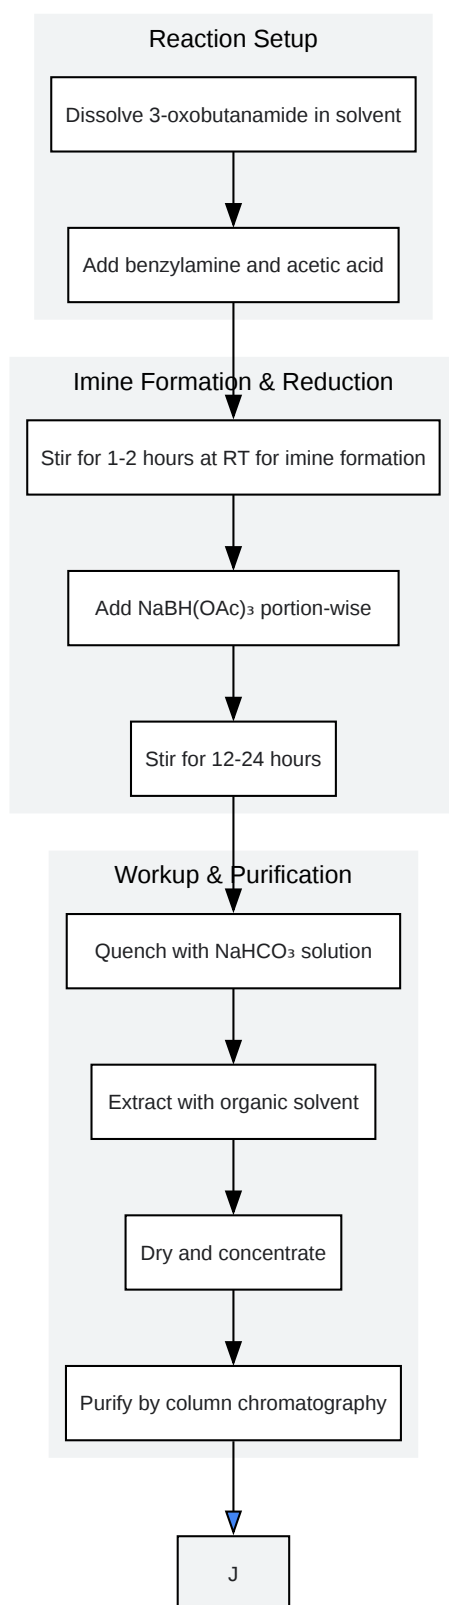 Reaction Setup
Dissolve 3-oxobutanamide in solvent
Add benzylamine and acetic acid
Imine Formation & Reduction
Stir for 1-2 hours at RT for imine formation
Add NaBH(OAc)₃ portion-wise
Stir for 12-24 hours
Workup & Purification
Quench with NaHCO₃ solution
Extract with organic solvent
Dry and concentrate
Purify by column chromatography
J